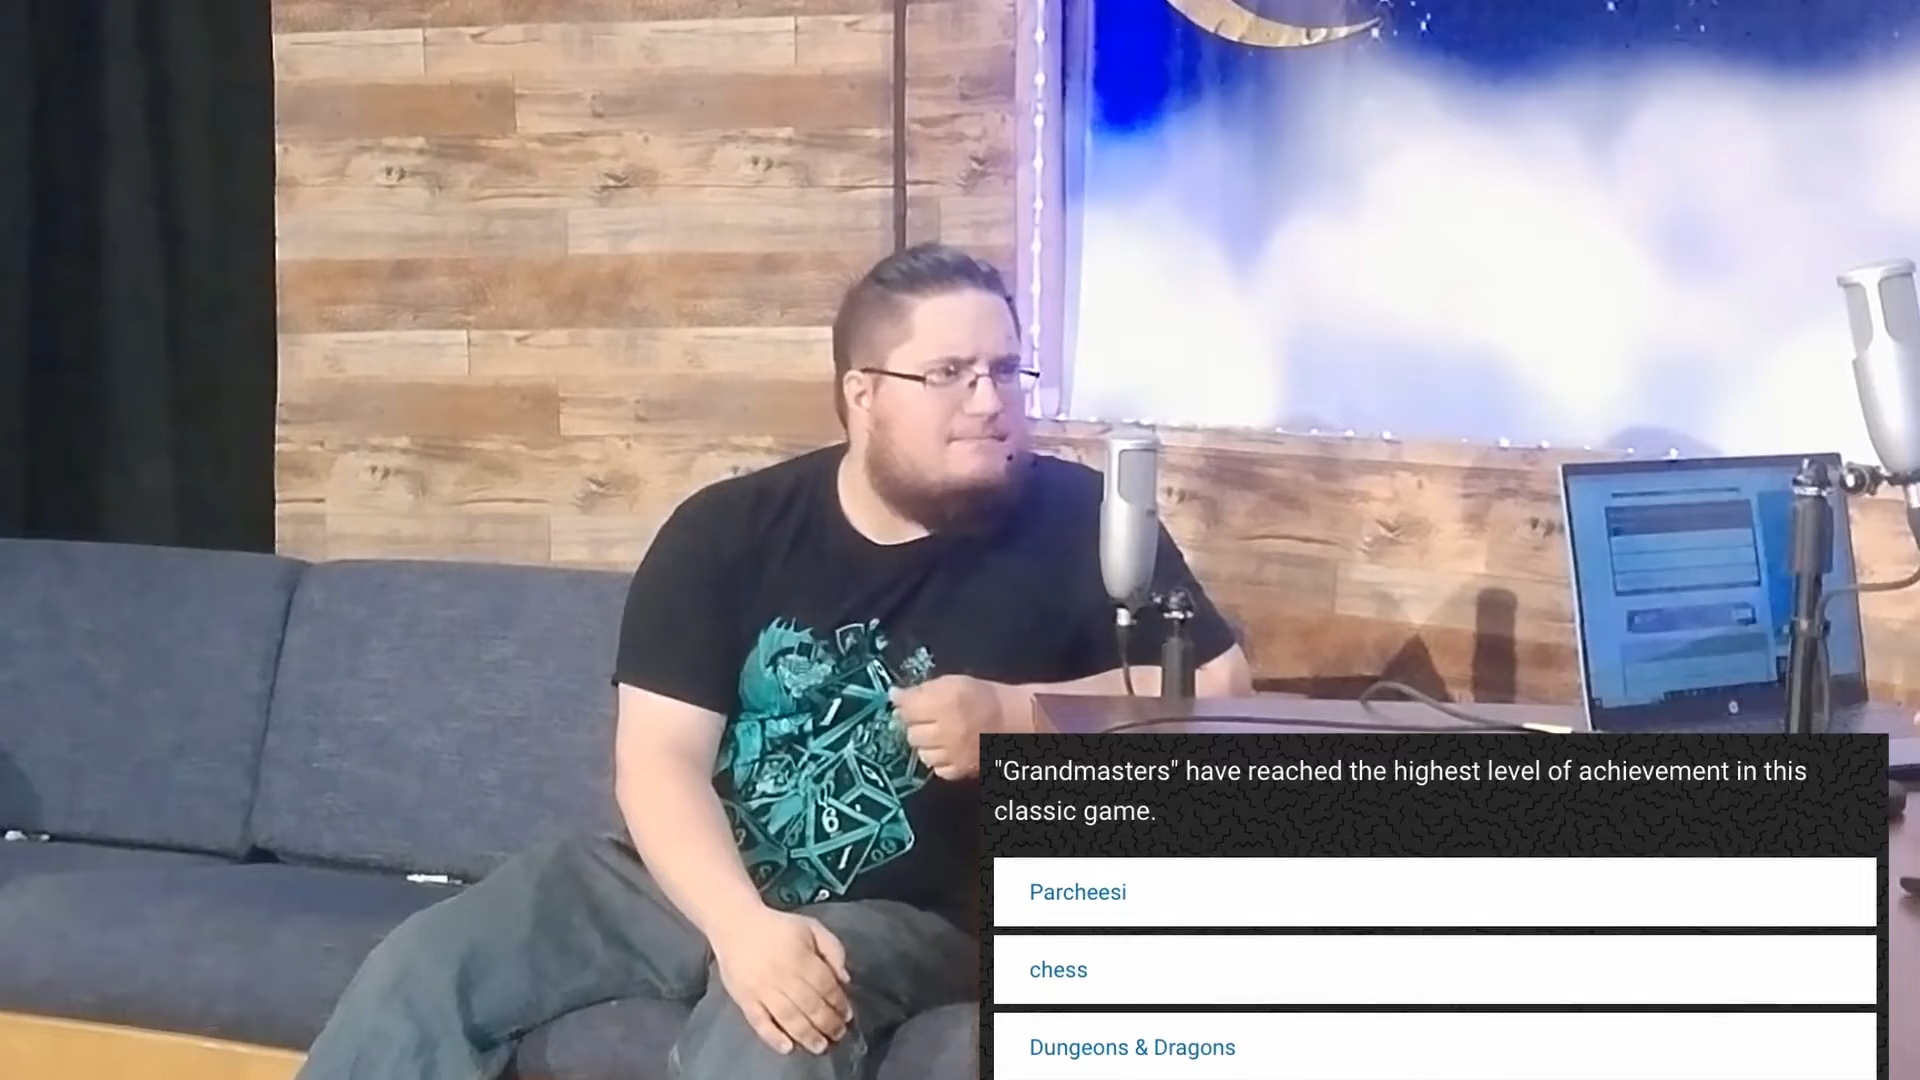 "Grandmasters" have reached the highest level of achievement in this
classic game.
Parcheesi
chess
Dungeons & Dragons